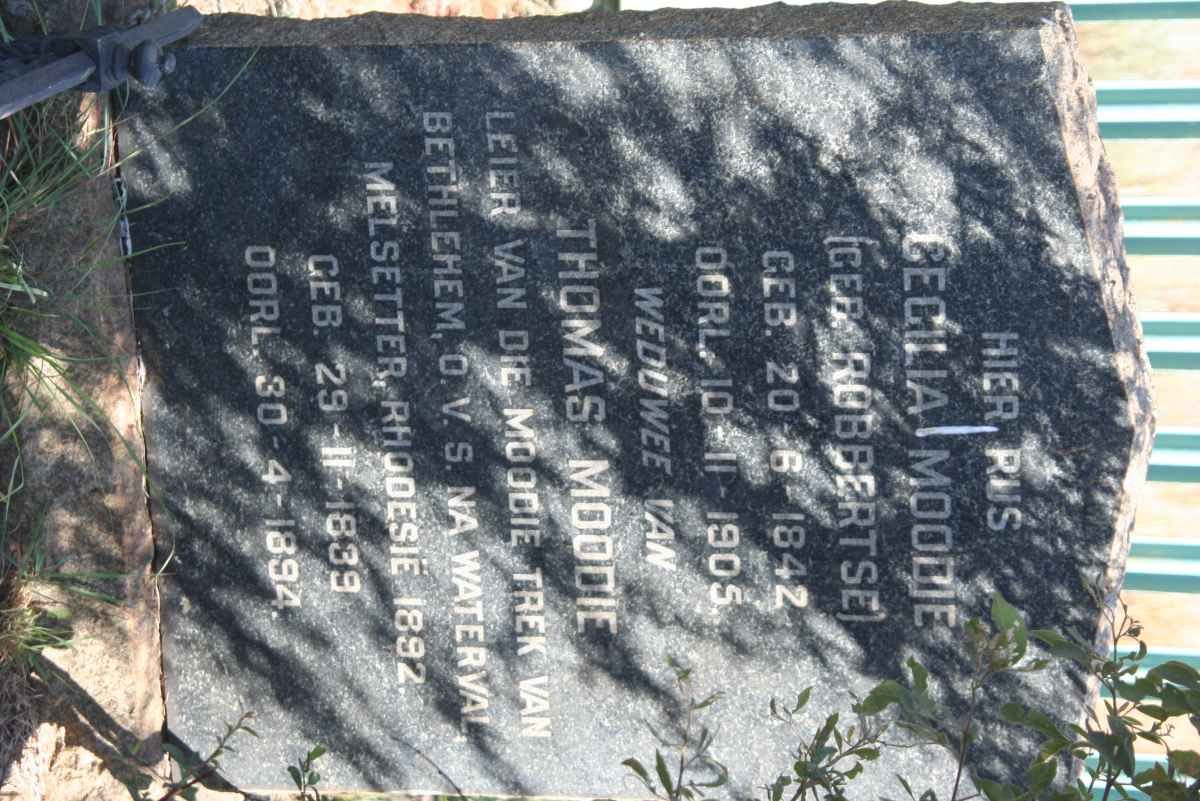 HIER RUS
CECILIA MOODIE
(GEB. ROBBERTSE)
GEB. 20-6-1842
OORL. 10-11-1905.
WEDUWEE VAN
THOMAS MOODIE
LEIER VAN DIE MOODIE TREK VAN
BETHLEHEM, O.V.S. NA WATERVAL
MELSETTER, RHODESIË 1892.
GEB. 29-11-1839
OORL. 30-4-1894.